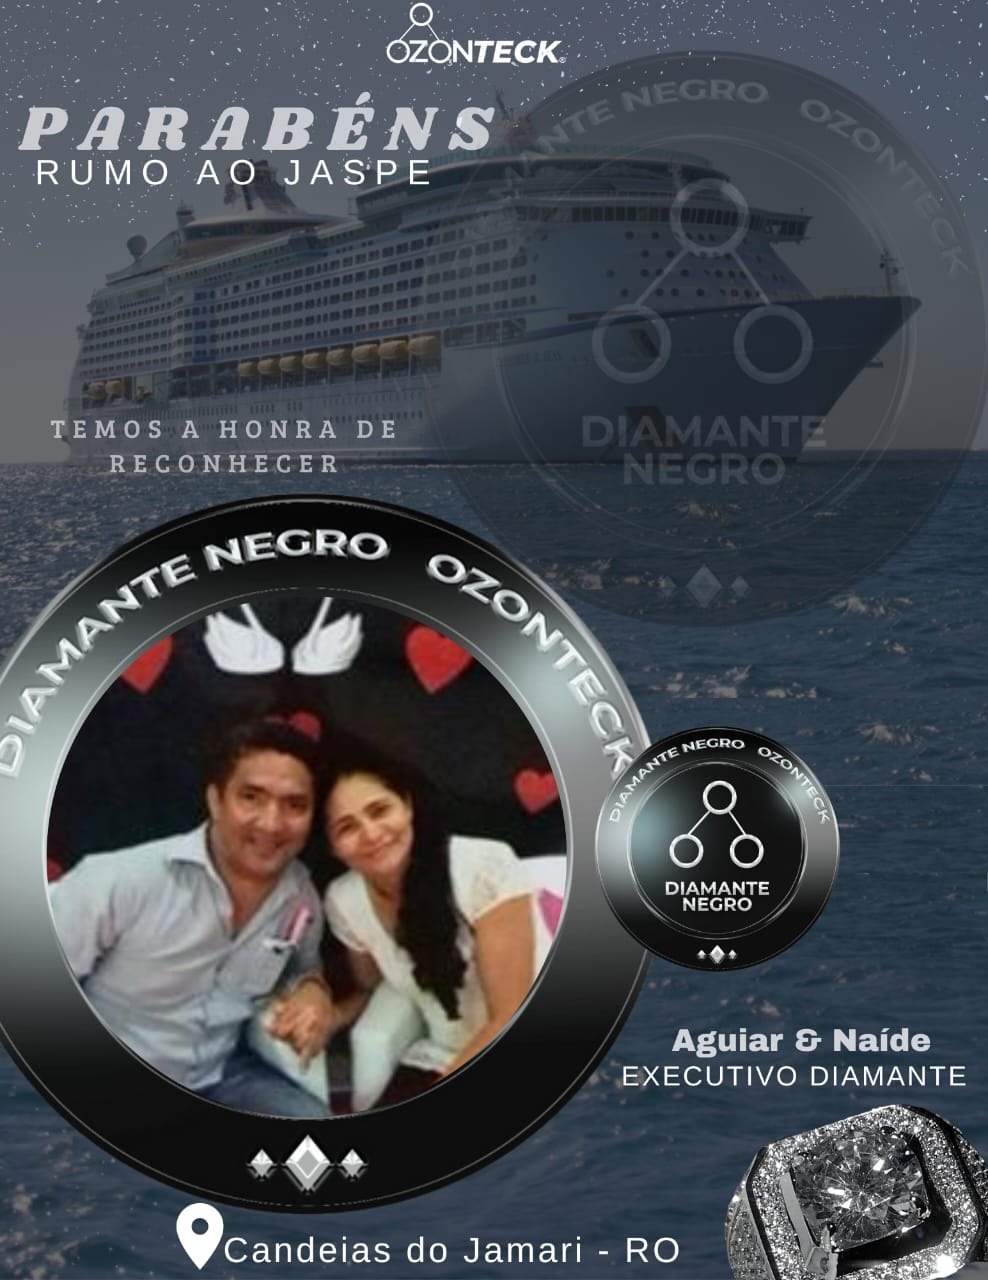 OZONTECK
PARABÉNS
RUMO AO JASPE
DIAMANTE NEGRO OZONTECK
DIAMANTE
NEGRO
TEMOS A HONRA DE
RECONHECER
DIAMANTE NEGRO OZONTECK
DIAMANTE NEGRO OZONTECK
DIAMANTE
NEGRO
Aguiar & Naíde
EXECUTIVO DIAMANTE
Candeias do Jamari - RO